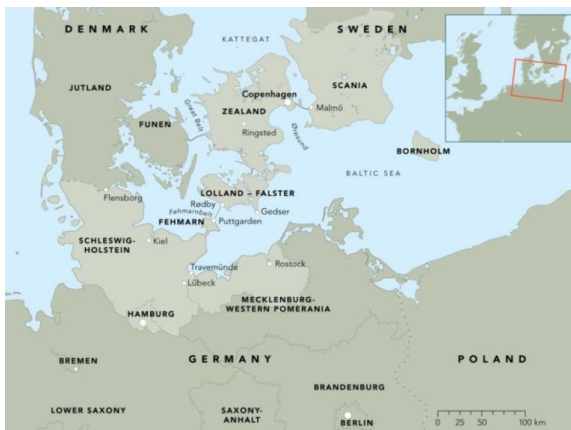 DENMARK
SWEDEN
KATTEGAT
JUTLAND
SCANIA
Copenhagen
Malmö
ZEALAND
Great Belt
FUNEN
Ringsted
Øresund
BORNHOLM
BALTIC SEA
LOLLAND – FALSTER
Flensborg
Rødby
Gedser
Fehmarnbelt
FEHMARN
Puttgarden
SCHLESWIG-
HOLSTEIN
Kiel
Travemünde
Rostock
Lübeck
MECKLENBURG-
WESTERN POMERANIA
HAMBURG
BREMEN
GERMANY
POLAND
BRANDENBURG
LOWER SAXONY
SAXONY-
ANHALT
BERLIN
0 25 50 100 km